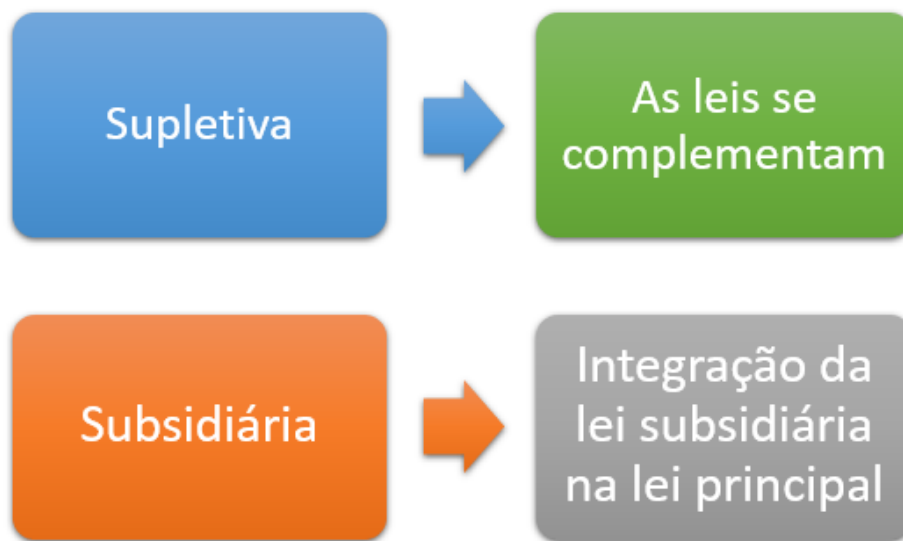 Supletiva
As leis se
complementam
Subsidiária
Integração da
lei subsidiária
na lei principal